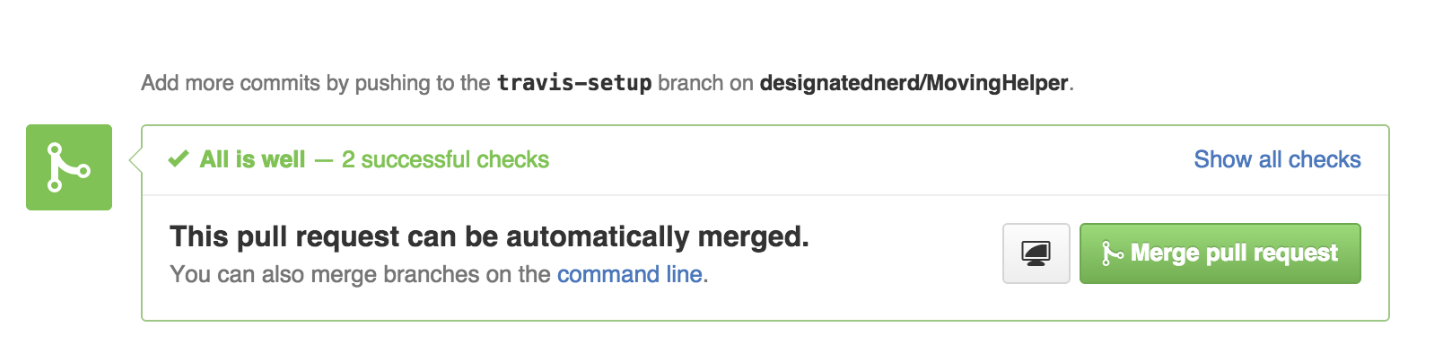 Add more commits by pushing to the travis-setup branch on designatednerd/MovingHelper.
All is well — 2 successful checks
Show all checks
This pull request can be automatically merged.
You can also merge branches on the command line.
Merge pull request